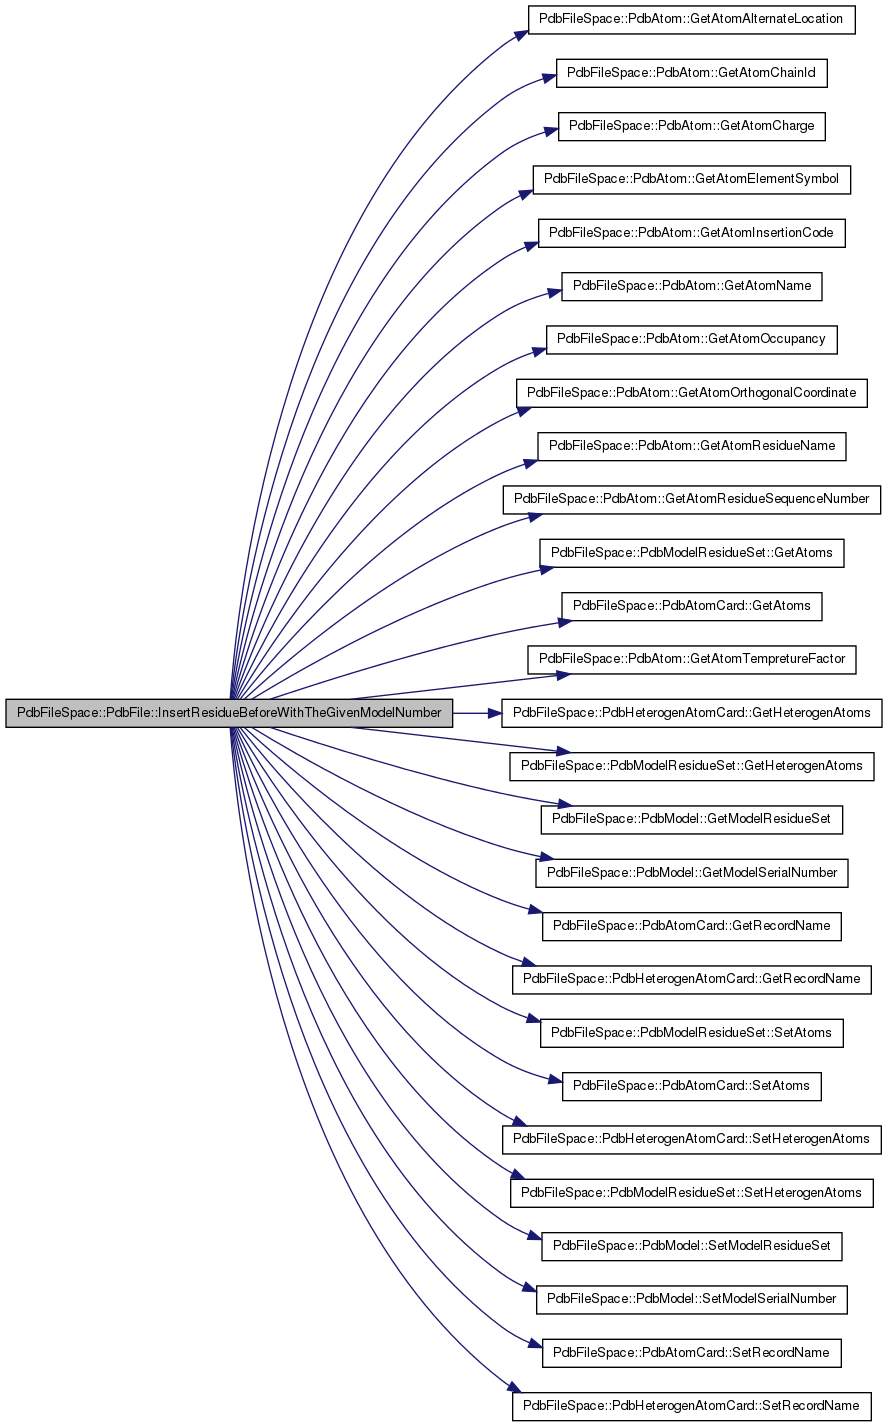 PdbFileSpace::PdbAtom::GetAtomAlternateLocation
PdbFileSpace::PdbAtom::GetAtomChainId
PdbFileSpace::PdbAtom::GetAtomCharge
PdbFileSpace::PdbAtom::GetAtomElementSymbol
PdbFileSpace::PdbAtom::GetAtomInsertionCode
PdbFileSpace::PdbAtom::GetAtomName
PdbFileSpace::PdbAtom::GetAtomOccupancy
PdbFileSpace::PdbAtom::GetAtomOrthogonalCoordinate
PdbFileSpace::PdbAtom::GetAtomResidueName
PdbFileSpace::PdbAtom::GetAtomResidueSequenceNumber
PdbFileSpace::PdbModelResidueSet::GetAtoms
PdbFileSpace::PdbAtomCard::GetAtoms
PdbFileSpace::PdbAtom::GetAtomTempretureFactor
PdbFileSpace::PdbFile::InsertResidueBeforeWithTheGivenModelNumber
PdbFileSpace::PdbHeterogenAtomCard::GetHeterogenAtoms
PdbFileSpace::PdbModelResidueSet::GetHeterogenAtoms
PdbFileSpace::PdbModel::GetModelResidueSet
PdbFileSpace::PdbModel::GetModelSerialNumber
PdbFileSpace::PdbAtomCard::GetRecordName
PdbFileSpace::PdbHeterogenAtomCard::GetRecordName
PdbFileSpace::PdbModelResidueSet::SetAtoms
PdbFileSpace::PdbAtomCard::SetAtoms
PdbFileSpace::PdbHeterogenAtomCard::SetHeterogenAtoms
PdbFileSpace::PdbModelResidueSet::SetHeterogenAtoms
PdbFileSpace::PdbModel::SetModelResidueSet
PdbFileSpace::PdbModel::SetModelSerialNumber
PdbFileSpace::PdbAtomCard::SetRecordName
PdbFileSpace::PdbHeterogenAtomCard::SetRecordName